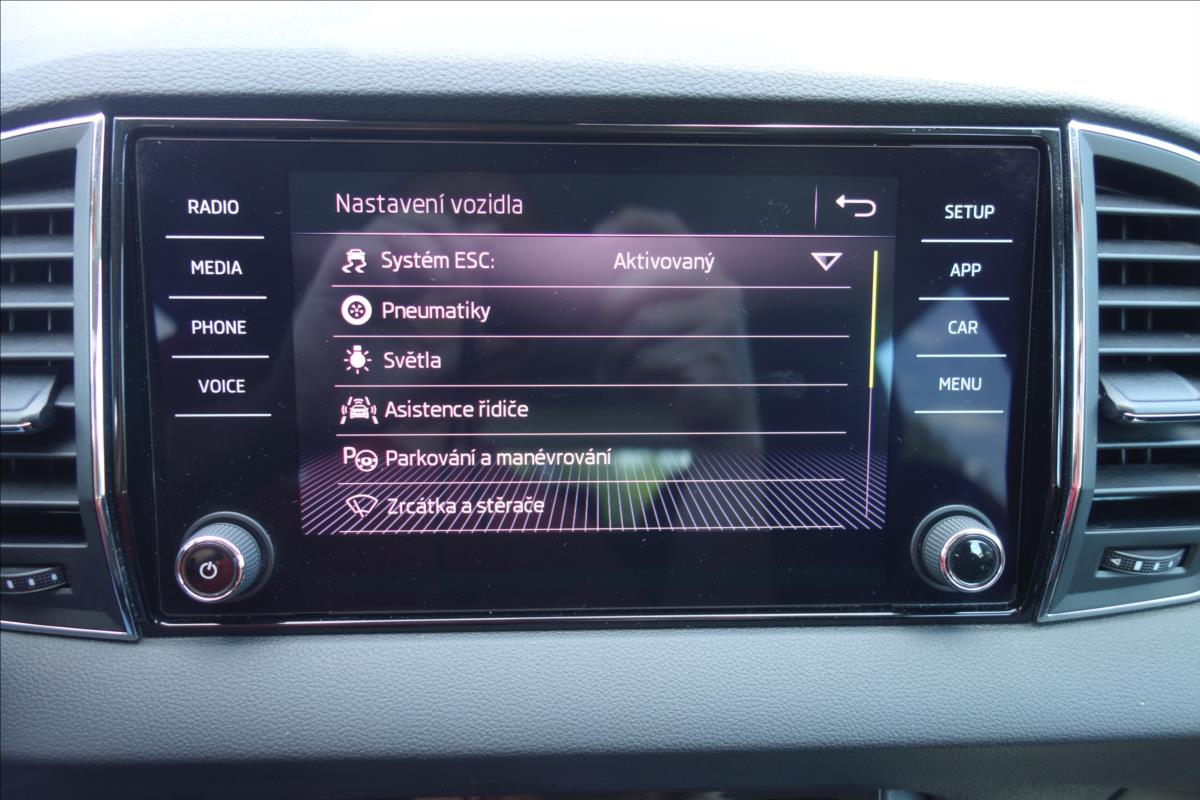 RADIO
MEDIA
PHONE
VOICE
Nastavení vozidla
Systém ESC: Aktivovaný
Pneumatiky
Světla
Asistence řidiče
Parkování a manévrování
Zrcátka a stěrače
SETUP
APP
CAR
MENU